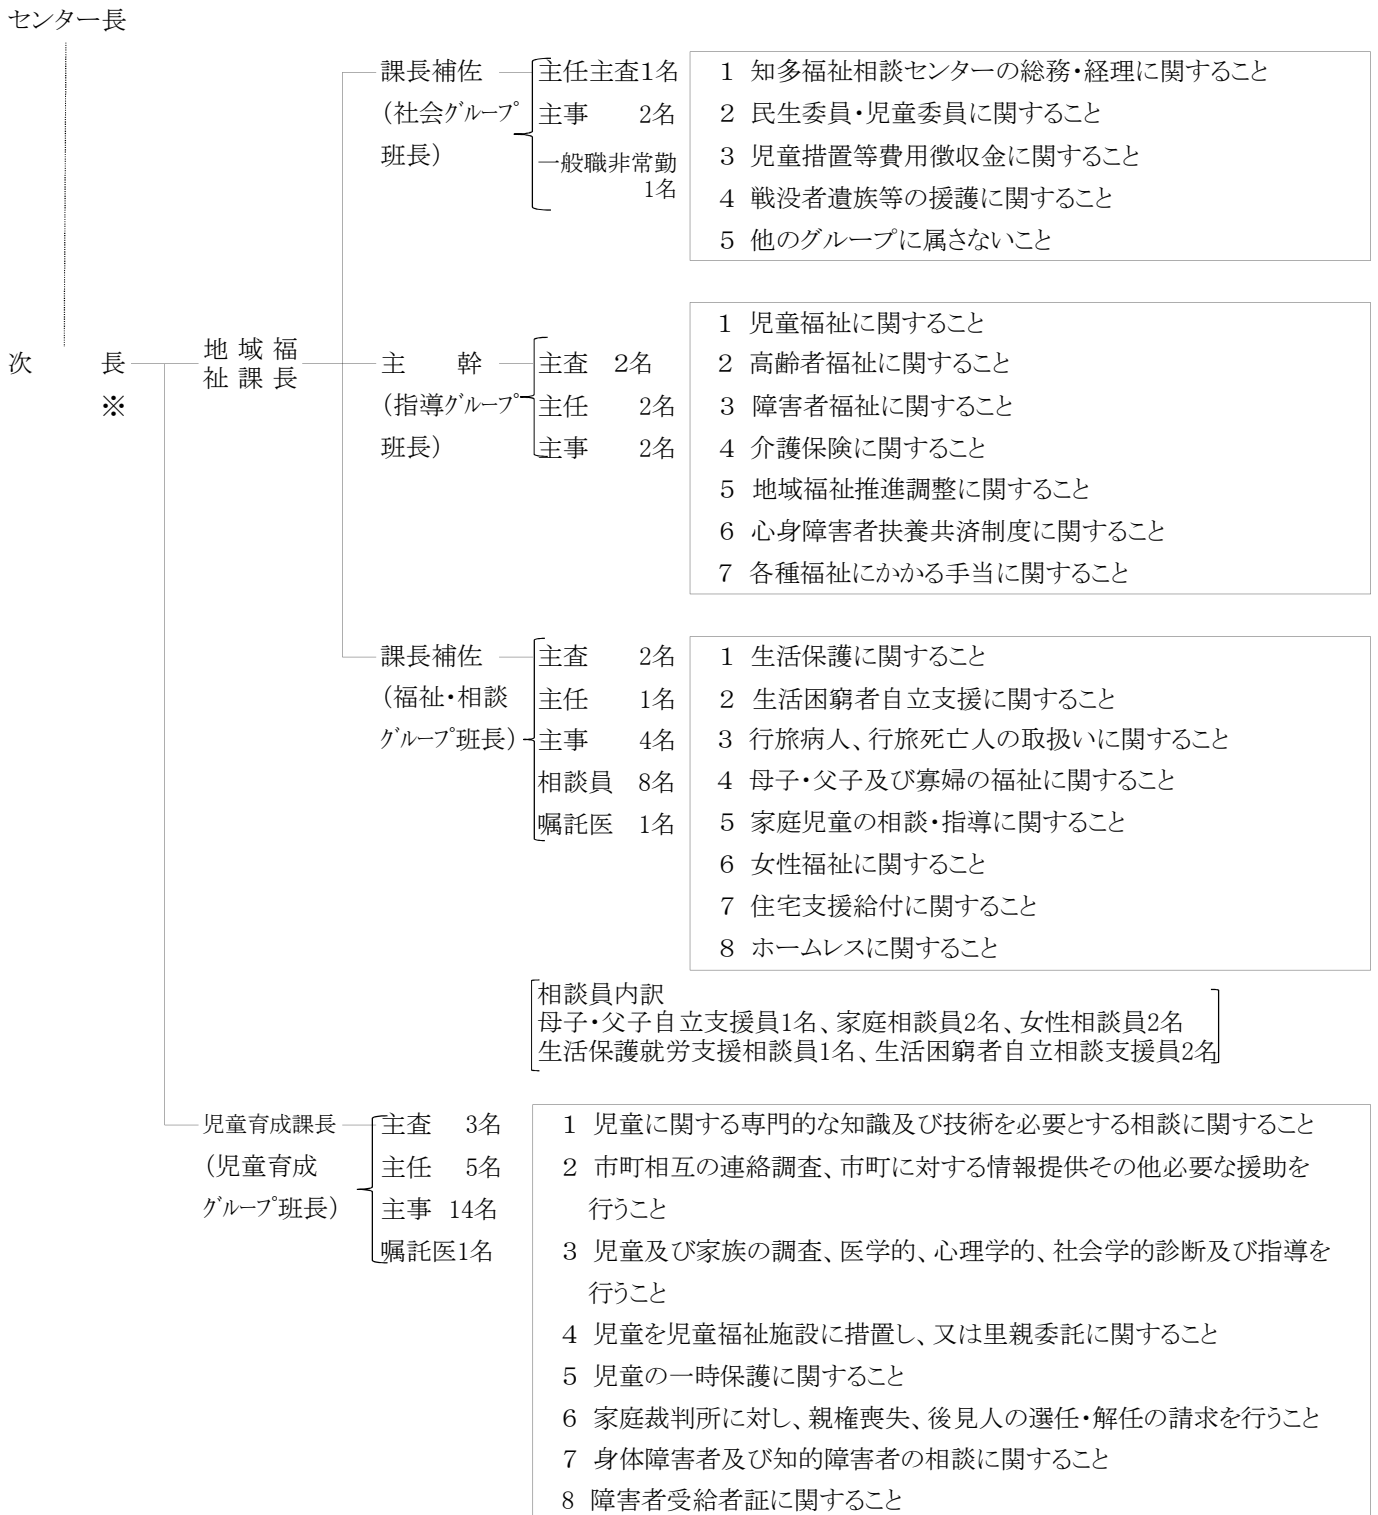 センター長
課長補佐
(社会グループ
班長)
主任主査1名
主事 2名
一般職非常勤
1名
1 知多福祉相談センターの総務・経理に関すること
2 民生委員・児童委員に関すること
3 児童措置等費用徴収金に関すること
4 戦没者遺族等の援護に関すること
5 他のグループに属さないこと
次 長
※
地域福
祉課長
主 幹
(指導グループ
班長)
主査 2名
主任 2名
主事 2名
1 児童福祉に関すること
2 高齢者福祉に関すること
3 障害者福祉に関すること
4 介護保険に関すること
5 地域福祉推進調整に関すること
6 心身障害者扶養共済制度に関すること
7 各種福祉にかかる手当に関すること
課長補佐
(福祉・相談
グループ班長)
主査 2名
主任 1名
主事 4名
相談員 8名
嘱託医 1名
1 生活保護に関すること
2 生活困窮者自立支援に関すること
3 行旅病人、行旅死亡人の取扱いに関すること
4 母子・父子及び寡婦の福祉に関すること
5 家庭児童の相談・指導に関すること
6 女性福祉に関すること
7 住宅支援給付に関すること
8 ホームレスに関すること
相談員内訳
母子・父子自立支援員1名、家庭相談員2名、女性相談員2名
生活保護就労支援相談員1名、生活困窮者自立相談支援員2名
児童育成課長
(児童育成
グループ班長)
主査 3名
主任 5名
主事 14名
嘱託医1名
1 児童に関する専門的な知識及び技術を必要とする相談に関すること
2 市町相互の連絡調査、市町に対する情報提供その他必要な援助を
行うこと
3 児童及び家族の調査、医学的、心理学的、社会学的診断及び指導を
行うこと
4 児童を児童福祉施設に措置し、又は里親委託に関すること
5 児童の一時保護に関すること
6 家庭裁判所に対し、親権喪失、後見人の選任・解任の請求を行うこと
7 身体障害者及び知的障害者の相談に関すること
8 障害者受給者証に関すること